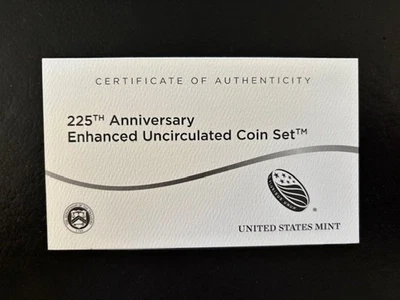 CERTIFICATE OF AUTHENTICITY
225TH Anniversary
Enhanced Uncirculated Coin Set™
®
UNITED STATES MINT